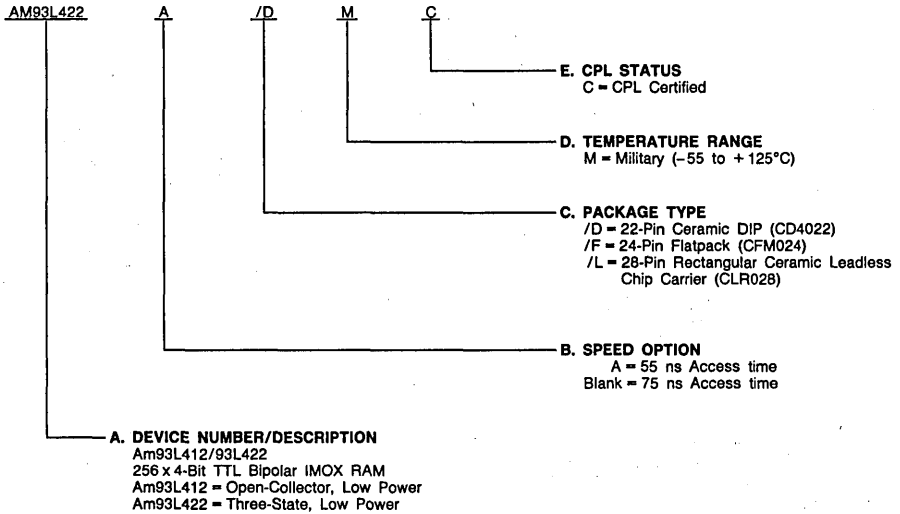 AM93L422 A /D M C
E. CPL STATUS
C = CPL Certified
D. TEMPERATURE RANGE
M = Military (-55 to +125°C)
C. PACKAGE TYPE
/D = 22-Pin Ceramic DIP (CD4022)
/F = 24-Pin Flatpack (CFM024)
/L = 28-Pin Rectangular Ceramic Leadless
Chip Carrier (CLR028)
B. SPEED OPTION
A = 55 ns Access time
Blank = 75 ns Access time
A. DEVICE NUMBER/DESCRIPTION
Am93L412/93L422
256 x 4-Bit TTL Bipolar IMOX RAM
Am93L412 = Open-Collector, Low Power
Am93L422 = Three-State, Low Power